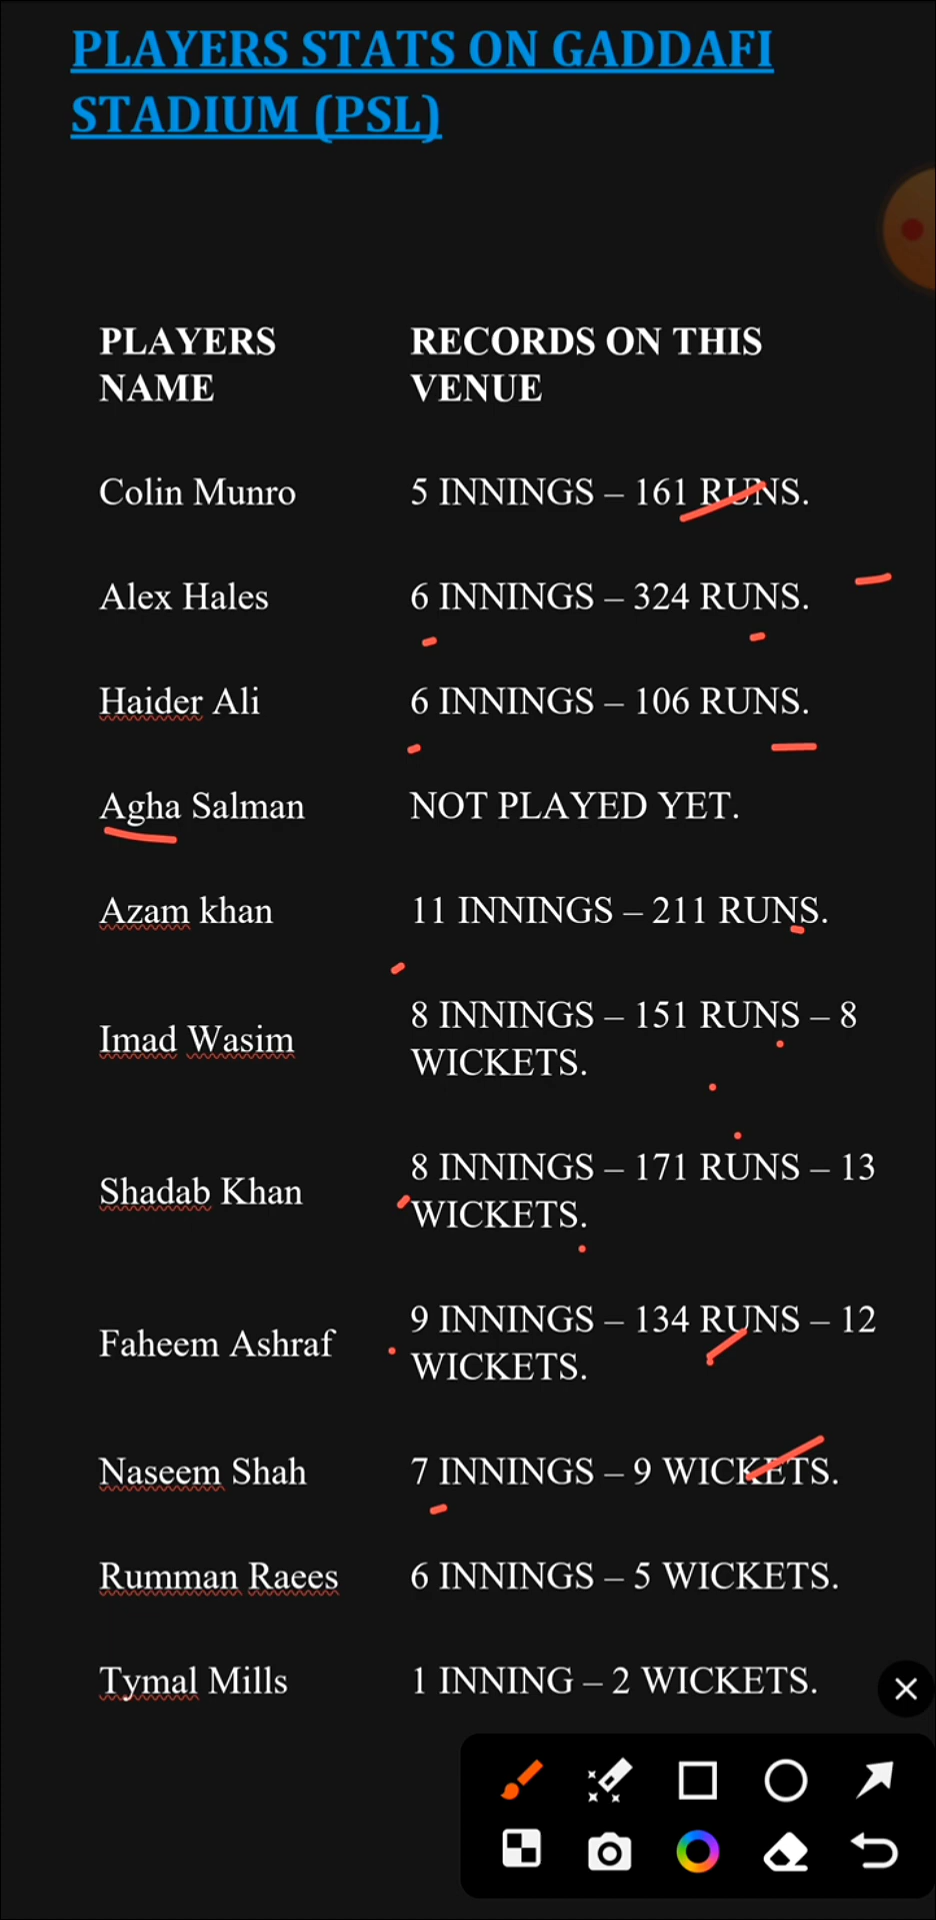 PLAYERS STATS ON GADDAFI
STADIUM (PSL)
PLAYERS
NAME
RECORDS ON THIS
VENUE
Colin Munro
5 INNINGS – 161 RUNS.
Alex Hales
6 INNINGS – 324 RUNS.
Haider Ali
6 INNINGS – 106 RUNS.
Agha Salman
NOT PLAYED YET.
Azam khan
11 INNINGS – 211 RUNS.
Imad Wasim
8 INNINGS – 151 RUNS – 8
WICKETS.
Shadab Khan
8 INNINGS – 171 RUNS – 13
WICKETS.
Faheem Ashraf
9 INNINGS – 134 RUNS – 12
WICKETS.
Naseem Shah
7 INNINGS – 9 WICKETS.
Rumman Raees
6 INNINGS – 5 WICKETS.
Tymal Mills
1 INNING – 2 WICKETS.